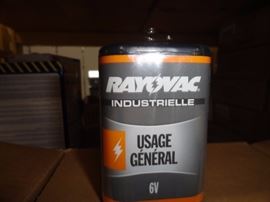 RAYOVAC
INDUSTRIELLE
USAGE
GÉNÉRAL
6V